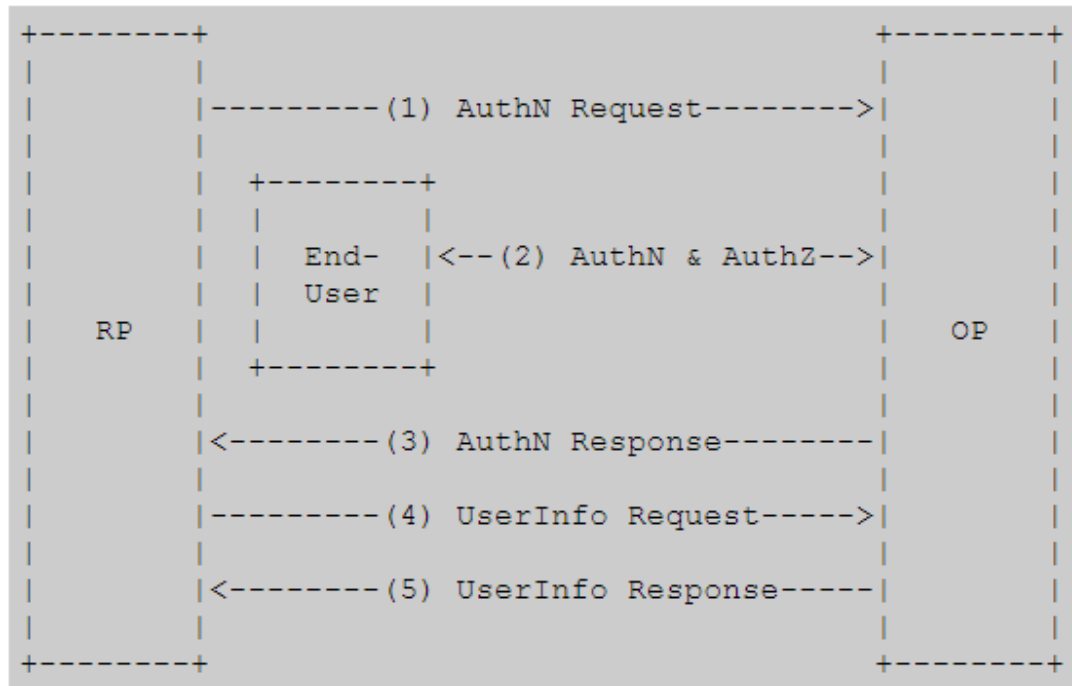 (1) AuthN Request
End-
(2) AuthN & AuthZ
User
RP
OP
(3) AuthN Response
(4) UserInfo Request
(5) UserInfo Response